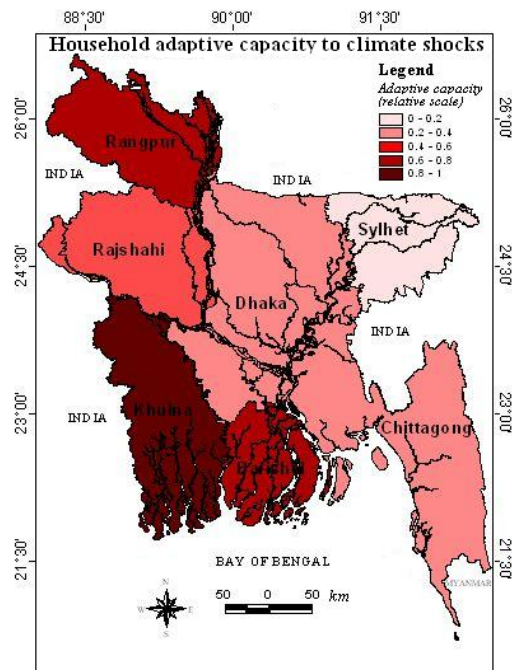 88°30' 90°00' 91°30'
Household adaptive capacity to climate shocks
Legend
Adaptive capacity
(relative scale)
0 - 0.2
0.2 - 0.4
0.4 - 0.6
0.6 - 0.8
0.8 - 1
26°00' 26°00'
Rangpur
INDIA INDIA
Sylhet
Rajshahi
24°30' 24°30'
Dhaka
INDIA
INDIA Khulna 23°00' 23°00'
Chittagong
Barishal
21°30' 21°30'
BAY OF BENGAL
MYANMAR
N
W E
S
50 0 50 km